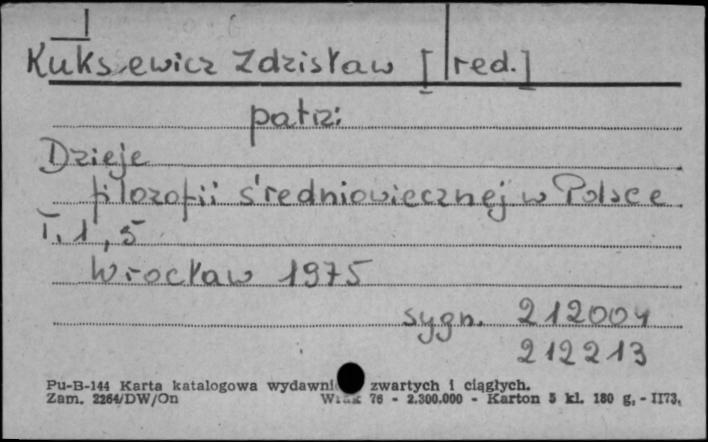 Kuksewicz Zdzisław [red.]
patrz:
Dzieje
filozofii średniowiecznej w Polsce
T. 1, 5
Wrocław 1975
sygn. 212004
212213
Pu-B-144 Karta katalogowa zwartych i ciągłych.
Zam. 2264/DW/On 76 - 2.300.000 - Karton 5 kl. 180 g. - II73.